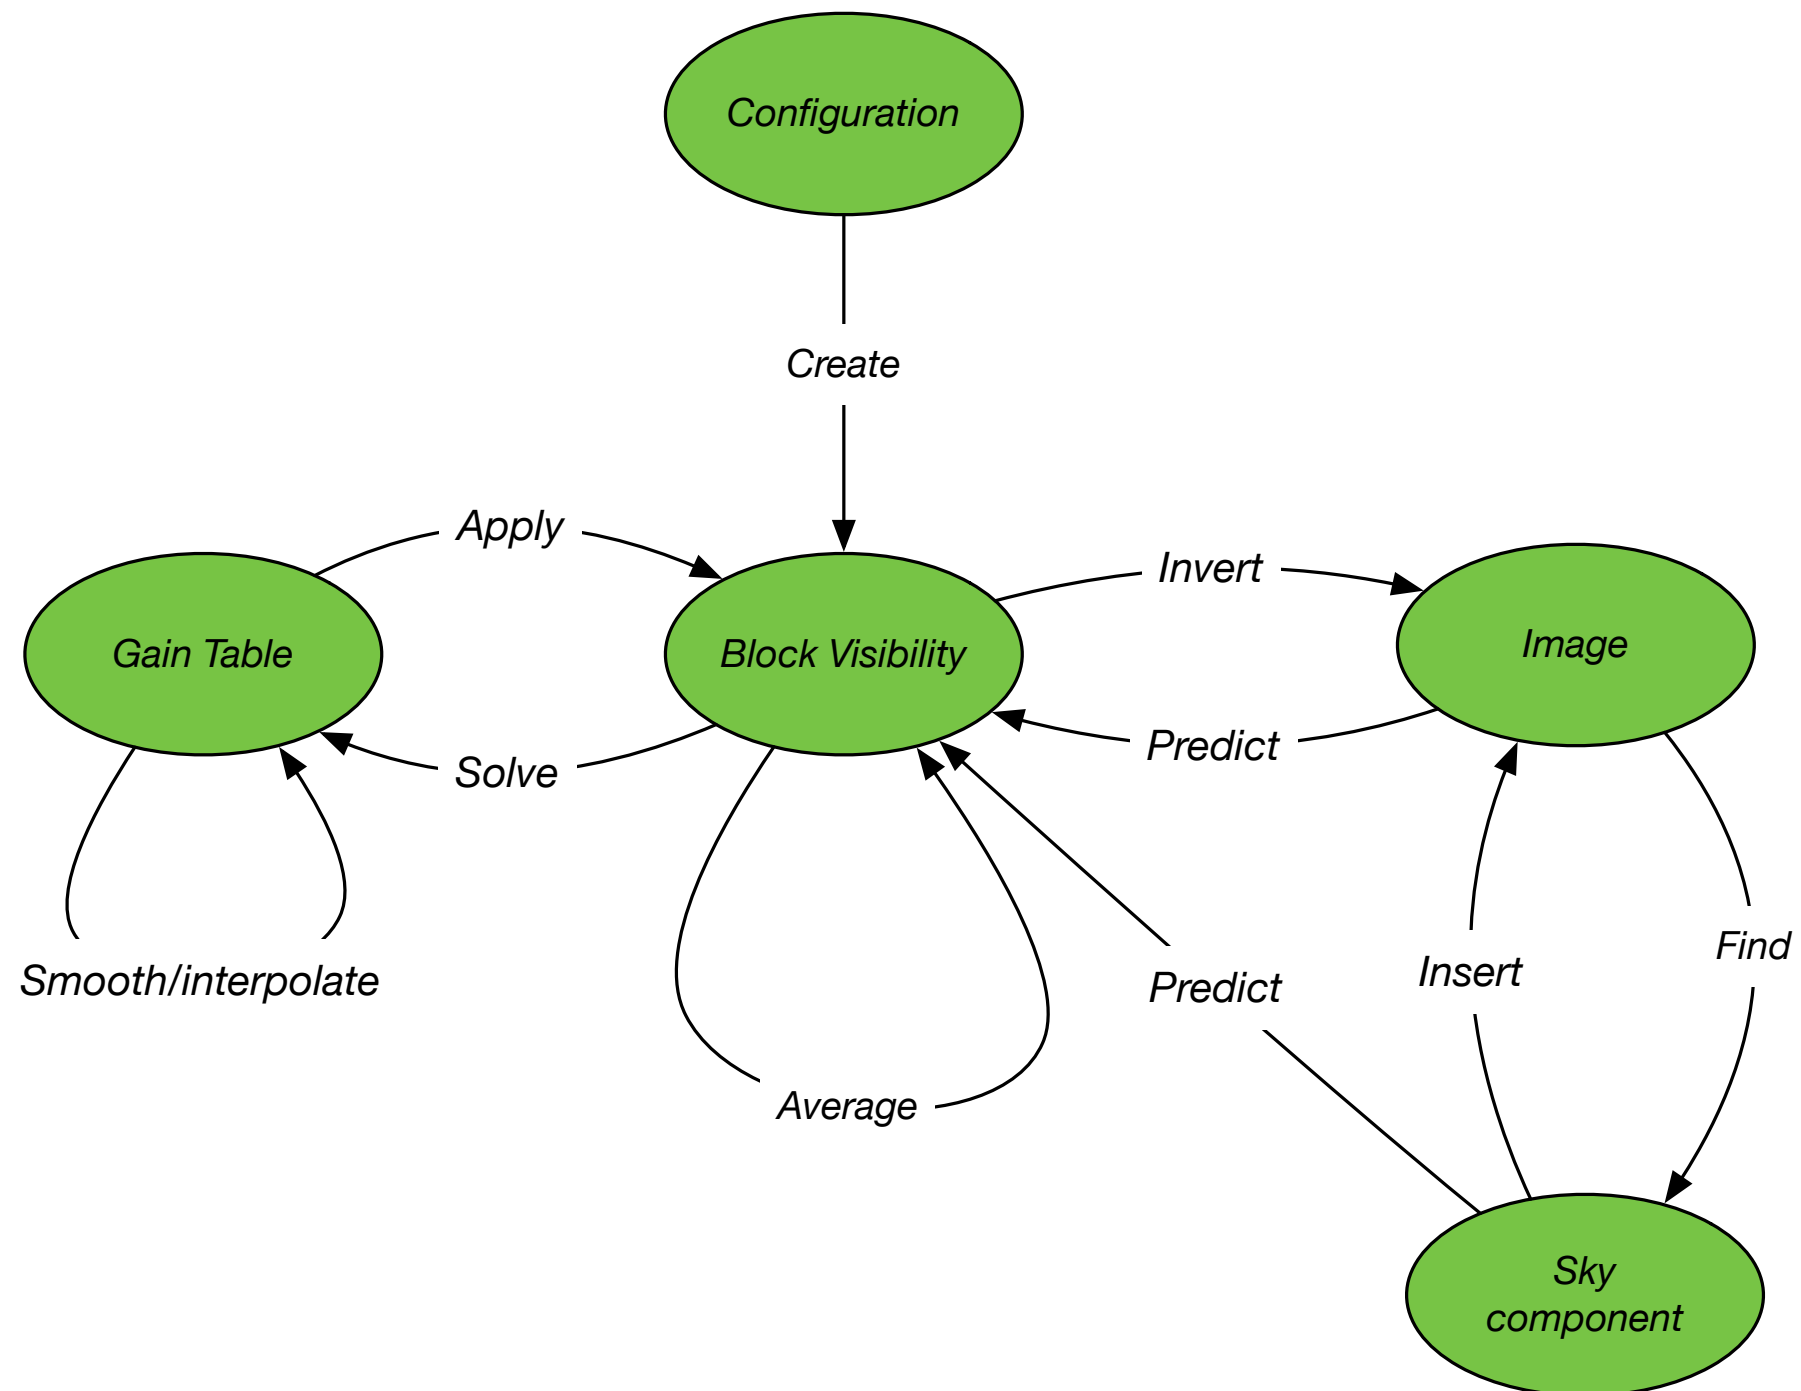 Configuration
Create
Apply
Invert
Gain Table
Block Visibility
Image
Solve
Predict
Find
Insert
Smooth/interpolate
Predict
Average
Sky
component